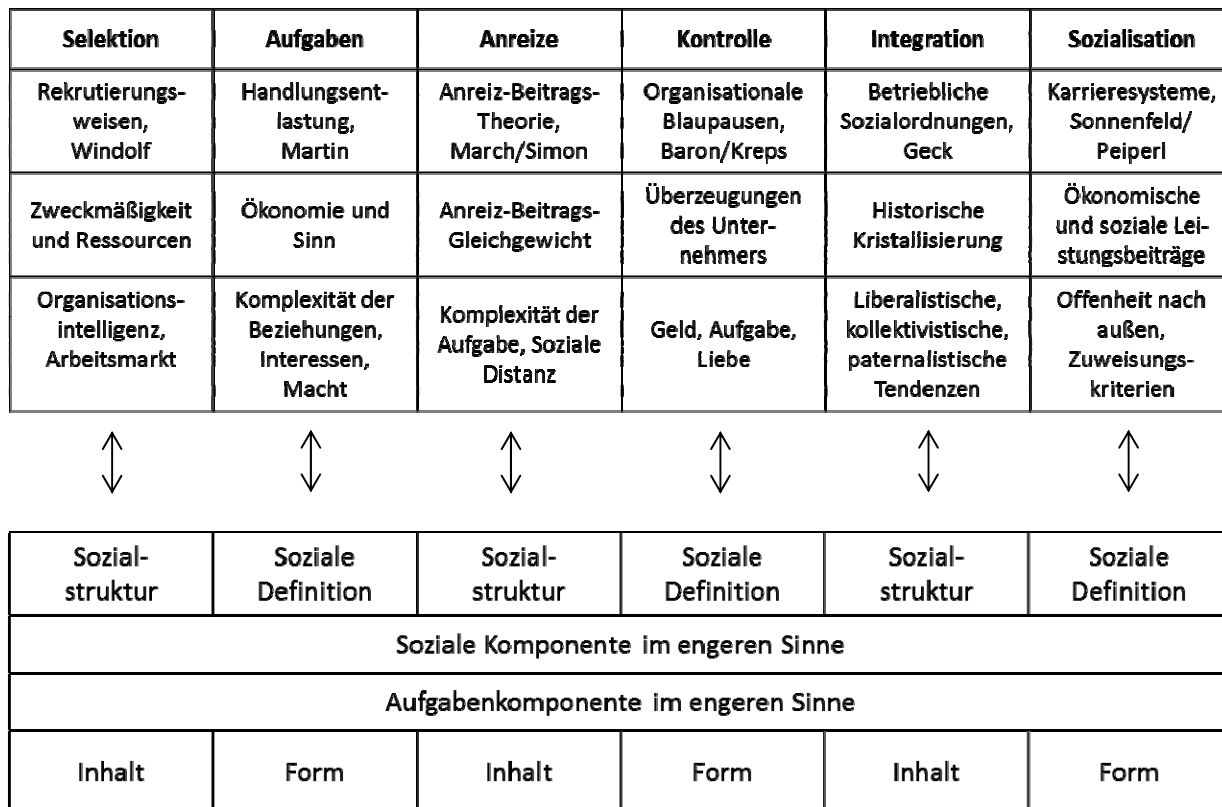 Selektion
Aufgaben
Anreize
Kontrolle
Integration
Sozialisation
Rekrutierungs-
weisen,
Windolf
Handlungsent-
lastung,
Martin
Anreiz-Beitrags-
Theorie,
March/Simon
Organisationale
Blaupausen,
Baron/Kreps
Betriebliche
Sozialordnungen,
Geck
Karrieresysteme,
Sonnenfeld/
Peiperl
Zweckmäßigkeit
und Ressourcen
Ökonomie und
Sinn
Anreiz-Beitrags-
Gleichgewicht
Überzeugungen
des Unter-
nehmers
Historische
Kristallisierung
Ökonomische
und soziale Lei-
stungsbeiträge
Organisations-
intelligenz,
Arbeitsmarkt
Komplexität der
Beziehungen,
Interessen,
Macht
Komplexität der
Aufgabe, Soziale
Distanz
Geld, Aufgabe,
Liebe
Liberalistische,
kollektivistische,
paternalistische
Tendenzen
Offenheit nach
außen,
Zuweisungs-
kriterien
Sozial-
struktur
Soziale
Definition
Sozial-
struktur
Soziale
Definition
Sozial-
struktur
Soziale
Definition
Soziale Komponente im engeren Sinne
Aufgabenkomponente im engeren Sinne
Inhalt
Form
Inhalt
Form
Inhalt
Form